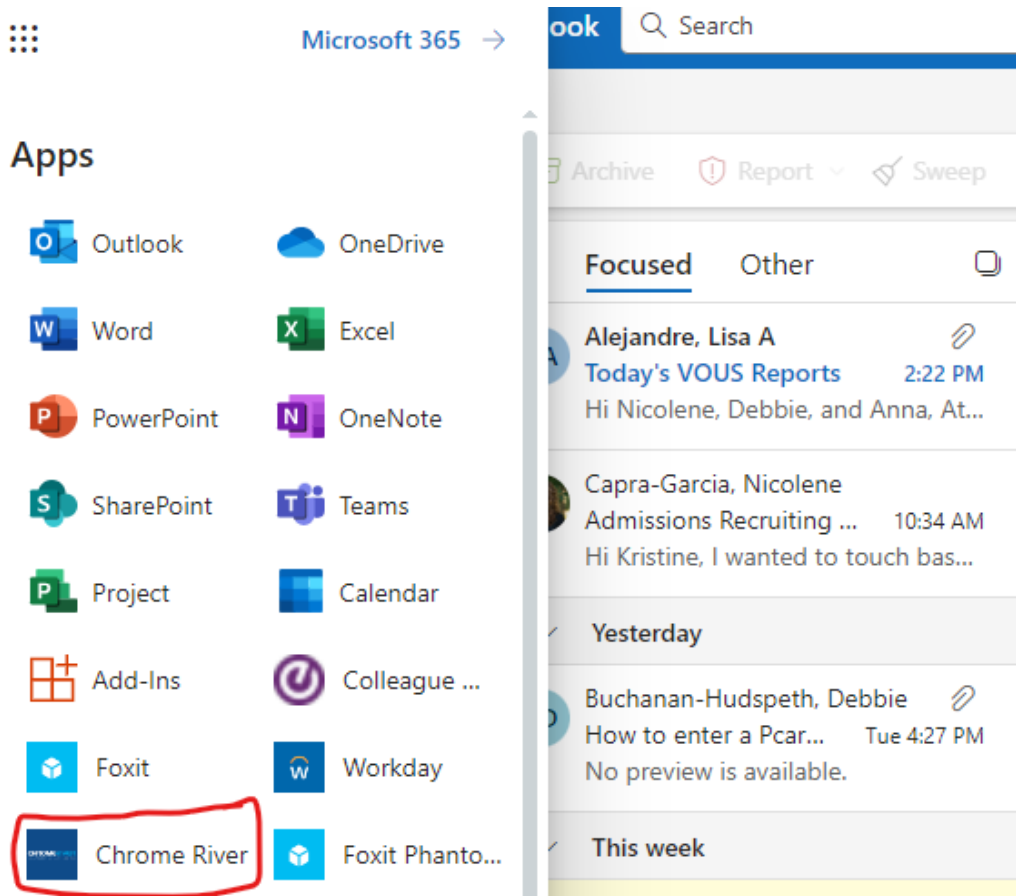 Microsoft 365 →
Apps
Outlook
OneDrive
Word
Excel
PowerPoint
OneNote
SharePoint
Teams
Project
Calendar
Add-Ins
Colleague ...
Foxit
Workday
Chrome River
Foxit Phanto...
ook
Search
Archive
Report
Sweep
Focused
Other
Alejandre, Lisa A
Today's VOUS Reports 2:22 PM
Hi Nicolene, Debbie, and Anna, At...
Capra-Garcia, Nicolene
Admissions Recruiting ... 10:34 AM
Hi Kristine, I wanted to touch bas...
Yesterday
Buchanan-Hudspeth, Debbie
How to enter a Pcar... Tue 4:27 PM
No preview is available.
This week